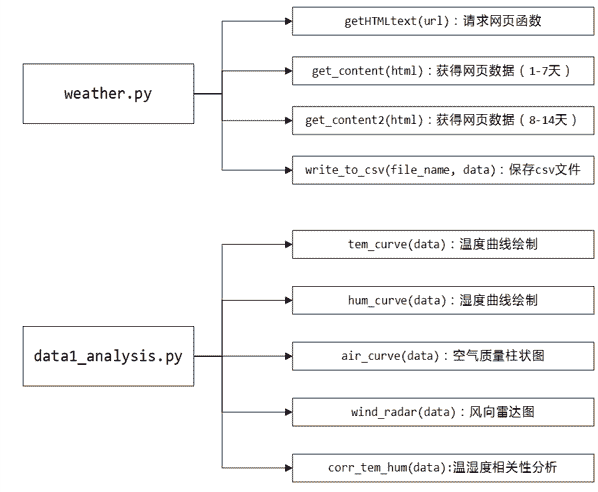 getHTMLtext(url)：请求网页函数
weather.py
get_content(html)：获得网页数（1-7天）
get_content2(html)：获得网页数据（8-14天）
write_to_csv(file_name, data)：保存csv文件
tem_curve(data)：温度曲线绘制
hum_curve(data)：湿度曲线绘制
data1_analysis.py
air_curve(data)：空气质量柱状图
wind_radar(data)：风向雷达图
corr_tem_hum(data):温湿度相关性分析